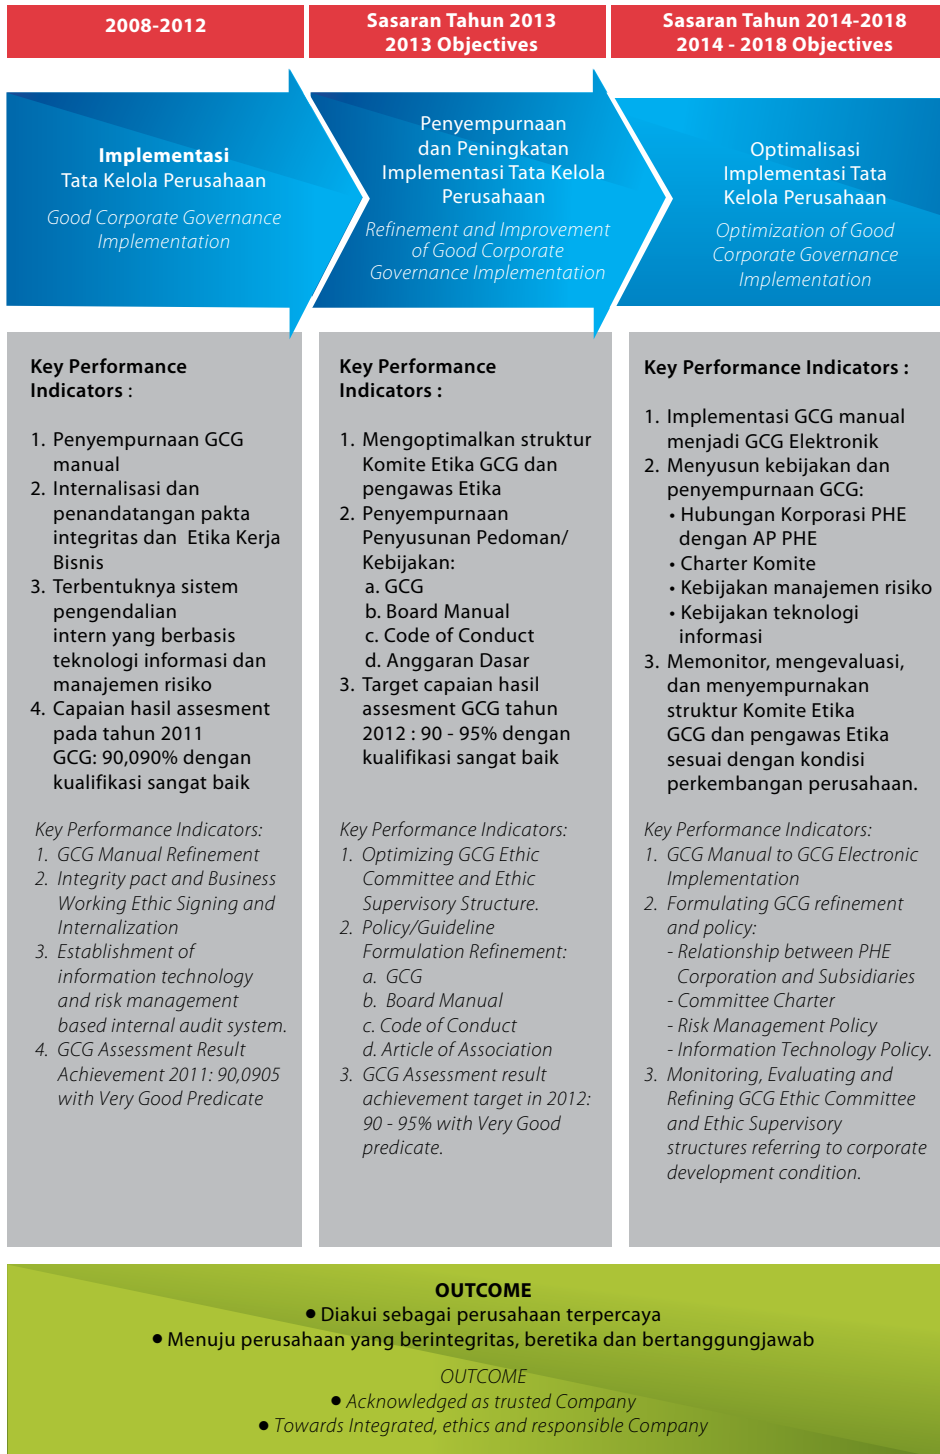 2008-2012
Sasaran Tahun 2013
2013 Objectives
Sasaran Tahun 2014-2018
2014 - 2018 Objectives
Implementasi
Tata Kelola Perusahaan
Good Corporate Governance
Implementation
Penyempurnaan
dan Peningkatan
Implementasi Tata Kelola
Perusahaan
Refinement and Improvement
of Good Corporate
Governance Implementation
Optimalisasi
Implementasi Tata
Kelola Perusahaan
Optimization of Good
Corporate Governance
Implementation
Key Performance
Indicators :
1. Penyempurnaan GCG
manual
2. Internalisasi dan
penandatangan pakta
integritas dan Etika Kerja
Bisnis
3. Terbentuknya sistem
pengendalian
intern yang berbasis
teknologi informasi dan
manajemen risiko
4. Capaian hasil assesment
pada tahun 2011
GCG: 90,090% dengan
kualifikasi sangat baik
Key Performance Indicators:
1. GCG Manual Refinement
2. Integrity pact and Business
Working Ethic Signing and
Internalization
3. Establishment of
information technology
and risk management
based internal audit system.
4. GCG Assessment Result
Achievement 2011: 90,0905
with Very Good Predicate
Key Performance
Indicators :
1. Mengoptimalkan struktur
Komite Etika GCG dan
pengawas Etika
2. Penyempurnaan
Penyusunan Pedoman/
Kebijakan:
a. GCG
b. Board Manual
c. Code of Conduct
d. Anggaran Dasar
3. Target capaian hasil
assesment GCG tahun
2012 : 90 - 95% dengan
kualifikasi sangat baik
Key Performance Indicators:
1. Optimizing GCG Ethic
Committee and Ethic
Supervisory Structure.
2. Policy/Guideline
Formulation Refinement:
a. GCG
b. Board Manual
c. Code of Conduct
d. Article of Association
3. GCG Assessment result
achievement target in 2012:
90 - 95% with Very Good
predicate.
Key Performance Indicators :
1. Implementasi GCG manual
menjadi GCG Elektronik
2. Menyusun kebijakan dan
penyempurnaan GCG:
• Hubungan Korporasi PHE
dengan AP PHE
• Charter Komite
• Kebijakan manajemen risiko
• Kebijakan teknologi
informasi
3. Memonitor, mengevaluasi,
dan menyempurnakan
struktur Komite Etika
GCG dan pengawas Etika
sesuai dengan kondisi
perkembangan perusahaan.
Key Performance Indicators:
1. GCG Manual to GCG Electronic
Implementation
2. Formulating GCG refinement
and policy:
- Relationship between PHE
Corporation and Subsidiaries
- Committee Charter
- Risk Management Policy
- Information Technology Policy.
3. Monitoring, Evaluating and
Refining GCG Ethic Committee
and Ethic Supervisory
structures referring to corporate
development condition.
OUTCOME
● Diakui sebagai perusahaan terpercaya
● Menuju perusahaan yang berintegritas, beretika dan bertanggungjawab
OUTCOME
● Acknowledged as trusted Company
● Towards Integrated, ethics and responsible Company